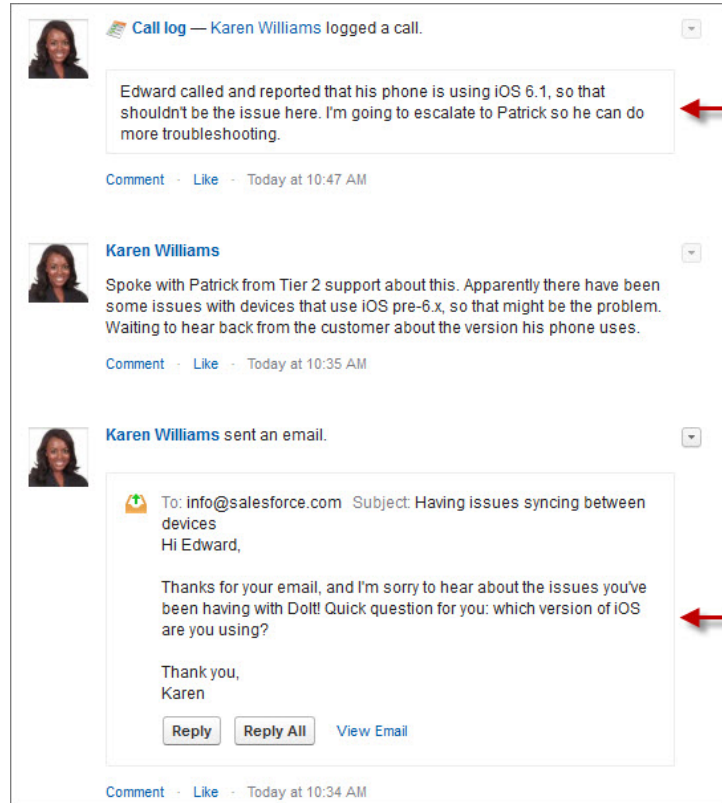 Call log — Karen Williams logged a call.
Edward called and reported that his phone is using iOS 6.1, so that
shouldn't be the issue here. I'm going to escalate to Patrick so he can do
more troubleshooting.
Comment · Like · Today at 10:47 AM
Karen Williams
Spoke with Patrick from Tier 2 support about this. Apparently there have been
some issues with devices that use iOS pre-6.x, so that might be the problem.
Waiting to hear back from the customer about the version his phone uses.
Comment · Like · Today at 10:35 AM
Karen Williams sent an email.
To: info@salesforce.com Subject: Having issues syncing between
devices
Hi Edward,
Thanks for your email, and I'm sorry to hear about the issues you've
been having with DoIt! Quick question for you: which version of iOS
are you using?
Thank you,
Karen
Reply Reply All View Email
Comment · Like · Today at 10:34 AM